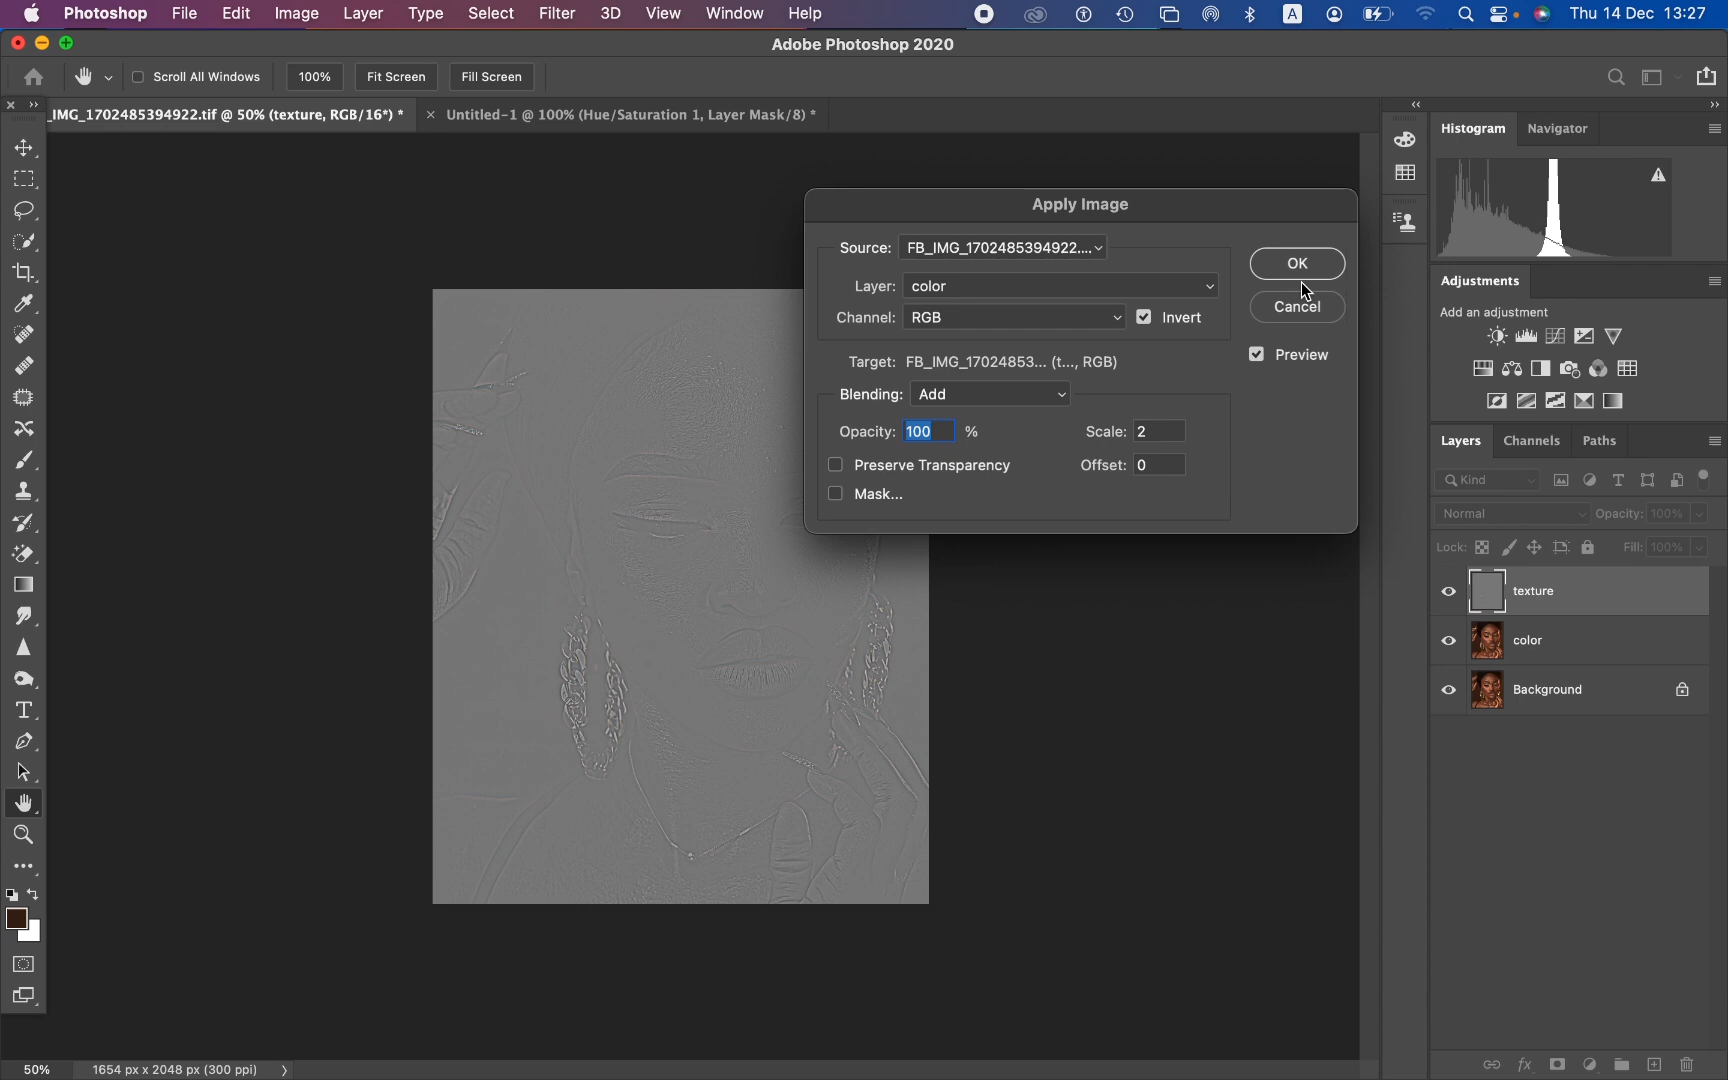 Photoshop File Edit Image Layer Type Select Filter 3D View Window Help A Thu 14 Dec 13:27
Adobe Photoshop 2020
Scroll All Windows 100% Fit Screen Fill Screen
_IMG_1702485394922.tif @ 50% (texture, RGB/16*) * Untitled-1 @ 100% (Hue/Saturation 1, Layer Mask/8) *
Histogram Navigator
Apply Image
Source: FB_IMG_1702485394922....
OK
Layer: color
Cancel
Channel: RGB Invert
Preview
Target: FB_IMG_17024853... (t..., RGB)
Blending: Add
Opacity: 100 % Scale: 2
Preserve Transparency Offset: 0
Mask...
Adjustments
Add an adjustment
Layers Channels Paths
Kind
Normal Opacity: 100%
Lock: Fill: 100%
texture
color
Background
50% 1654 px x 2048 px (300 ppi)